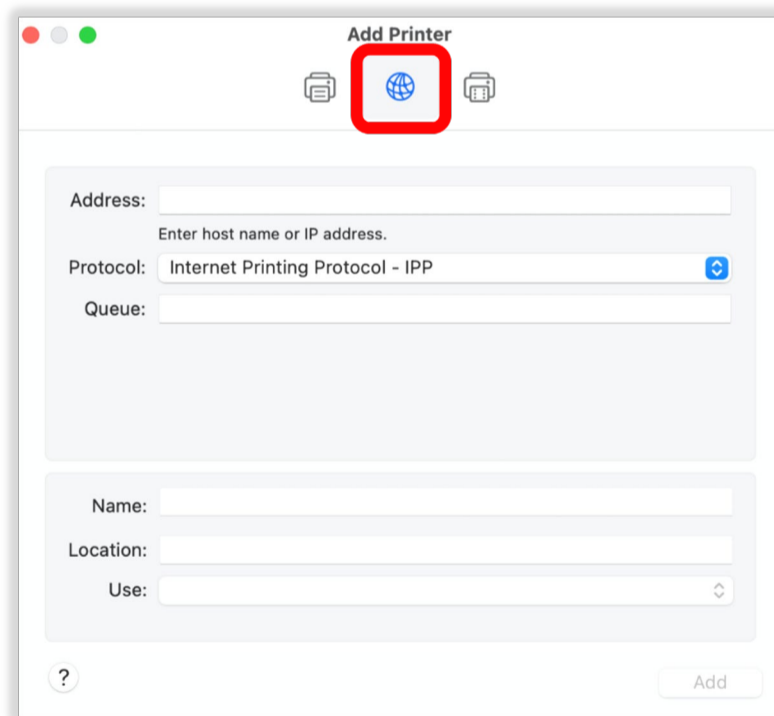 Add Printer
Address:
Enter host name or IP address.
Protocol: Internet Printing Protocol - IPP
Queue:
Name:
Location:
Use:
?
Add